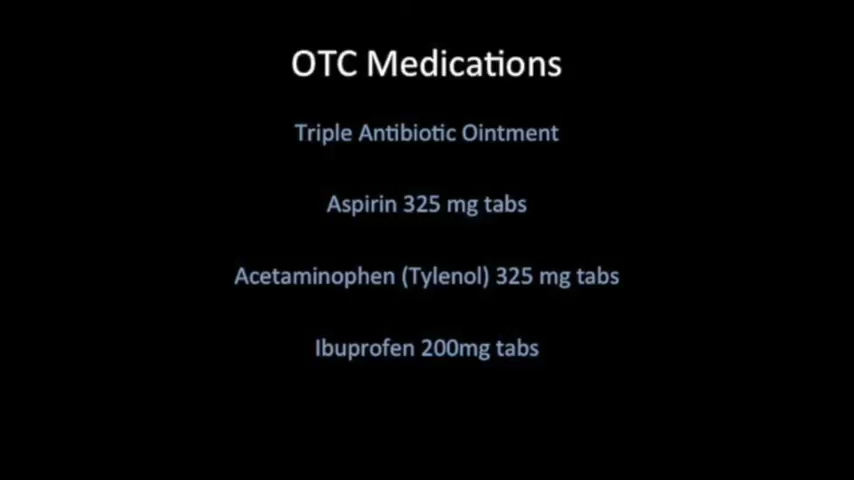 OTC Medications
Triple Antibiotic Ointment
Aspirin 325 mg tabs
Acetaminophen (Tylenol) 325 mg tabs
Ibuprofen 200mg tabs